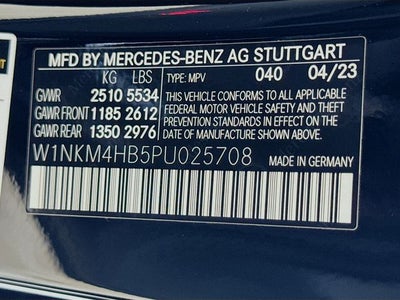 MFD BY MERCEDES-BENZ AG STUTTGART
KG LBS TYPE: MPV 040 04/23
GVWR 2510 5534
GAWR FRONT 1185 2612
GAWR REAR 1350 2976
THIS VEHICLE CONFORMS TO ALL APPLICABLE
FEDERAL MOTOR VEHICLE SAFETY AND THEFT
PREVENTION STANDARDS IN EFFECT ON THE
DATE OF MANUFACTURE SHOWN ABOVE.
W1NKM4HB5PU025708
MADE IN GERMANY